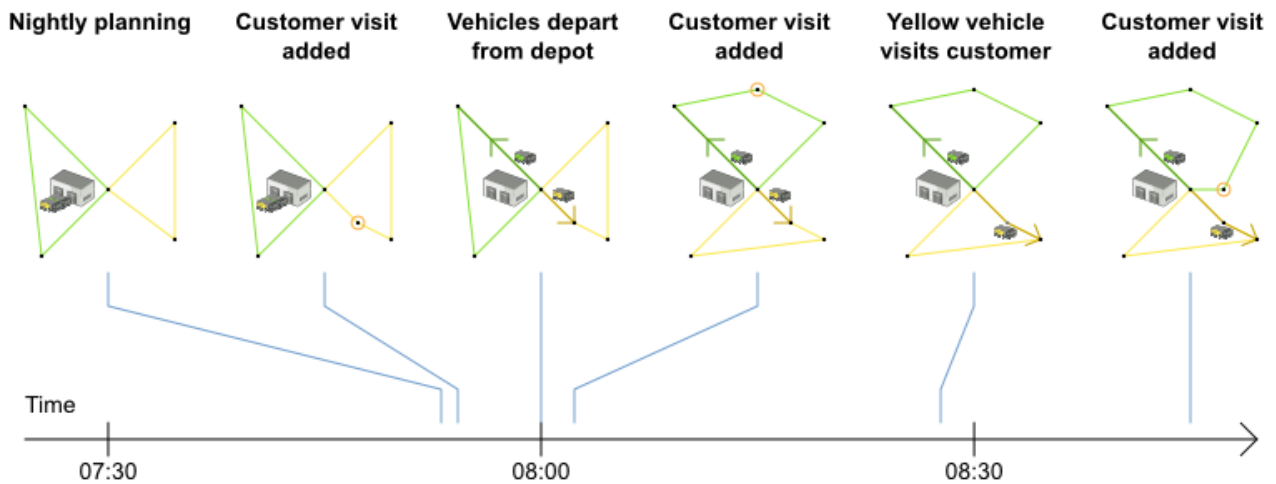 Nightly planning
Customer visit
added
Vehicles depart
from depot
Customer visit
added
Yellow vehicle
visits customer
Customer visit
added
Time
07:30
08:00
08:30